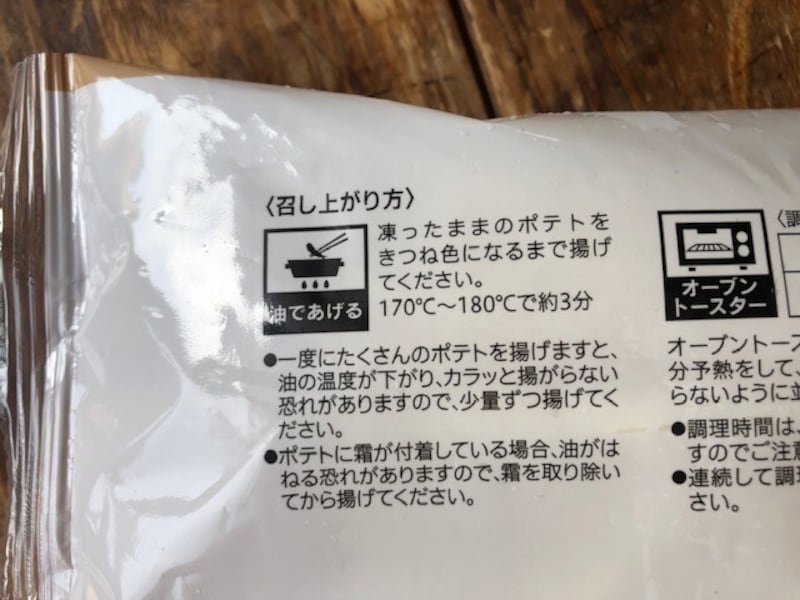 〈召し上がり方〉
油であげる
凍ったままのポテトを
きつね色になるまで揚げ
てください。
170℃〜180℃で約3分
●一度にたくさんのポテトを揚げますと、
油の温度が下がり、カラッと揚がらない
恐れがありますので、少量ずつ揚げてく
ださい。
●ポテトに霜が付着している場合、油がは
ねる恐れがありますので、霜を取り除い
てから揚げてください。
オーブン
トースター
〈調
オーブントース
分予熱をして、
らないように並
●調理時間は、
すのでご注意
●連続して調理
さい。